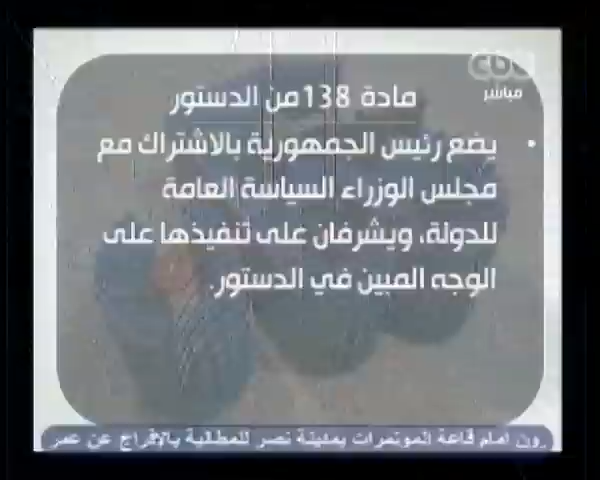 cbc
مباشر
مادة 138 من الدستور
• يضع رئيس الجمهورية بالاشتراك مع
مجلس الوزراء السياسة العامة
للدولة، ويشرفان على تنفيذها على
الوجه المبين في الدستور.
امام قاعة المؤتمرات بمدينة نصر للمطالبة بالإفراج عن عمر